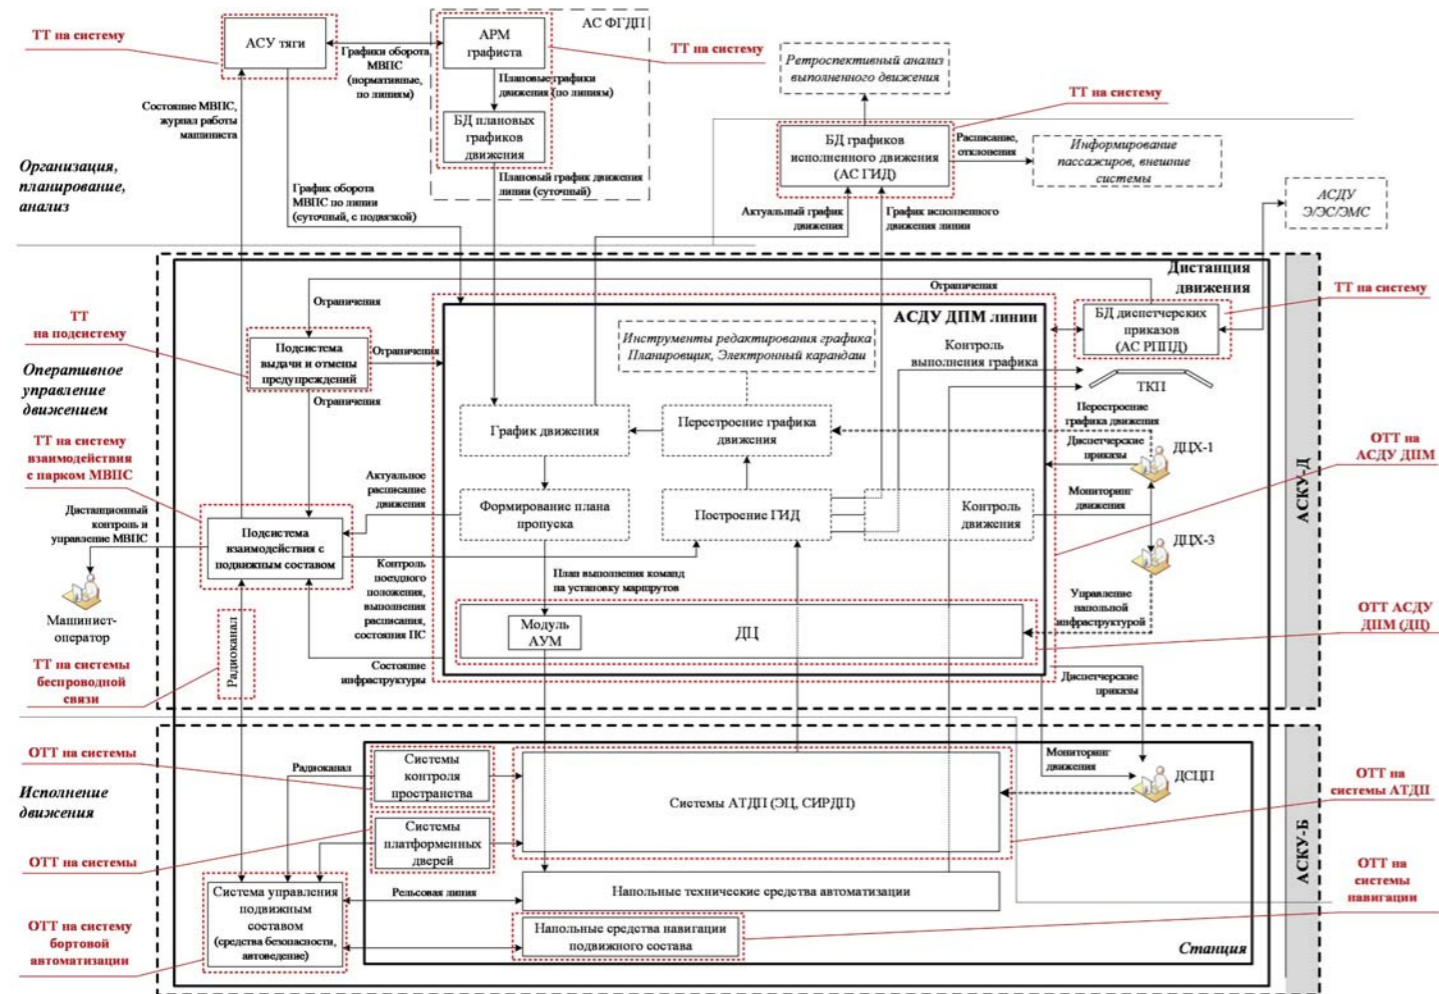 ТТ на систему
АСУ тяги
Графики оборота
МВПС
(нормативные,
по линиям)
АС ФГДП
АРМ
графиста
Плановые графики
движения (по линиям)
БД плановых
графиков
движения
ТТ на систему
Ретроспективный анализ
выполненного движения
ТТ на систему
БД графиков
исполненного движения
(АС ГИД)
Расписание,
отклонения
Информирование
пассажиров, внешние
системы
АСДУ
Э/ЭС/ЭМС
Состояние МВПС,
журнал работы
машиниста
Организация,
планирование,
анализ
График оборота
МВПС по линии
(суточный, с подвязкой)
Плановый график движения
линии (суточный)
Актуальный график
движения
График исполненного
движения линии
Дистанция
движения
Ограничения
ТТ на систему
БД диспетчерских
приказов
(АС РППД)
Ограничения
ТТ
на подсистему
Подсистема
выдачи и отмены
предупреждений
Ограничения
Ограничения
Оперативное
управление
движением
АСДУ ДПМ линии
Инструменты редактирования графика
Планировщик, Электронный карандаш
Контроль
выполнения графика
ТКП
График движения
Перестроение графика
движения
Перестроение
графика движения
Диспетчерские
приказы
ДЦХ-1
ОТТ на
АСДУ ДПМ
АСКУ-Д
ТТ на систему
взаимодействия
с парком МВПС
Актуальное
расписание
движения
Формирование плана
пропуска
Построение ГИД
Контроль
движения
Мониторинг
движения
ДЦХ-3
Дистанционный
контроль и
управление МВПС
Подсистема
взаимодействия с
подвижным составом
Машинист-
оператор
Контроль
поездного
положения,
выполнения
расписания,
состояния ПС
План выполнения команд
на установку маршрутов
Управление
напольной
инфраструктурой
Модуль
АУМ
ДЦ
ОТТ АСДУ
ДПМ (ДЦ)
ТТ на системы
беспроводной
связи
Радиоканал
Состояние
инфраструктуры
Диспетчерские
приказы
ОТТ на системы
Исполнение
движения
Радиоканал
Системы
контроля
пространства
Системы АТДП (ЭЦ, СИРДП)
Мониторинг
движения
ДСЦП
ОТТ на
системы АТДП
АСКУ-Б
ОТТ на системы
Системы
платформенных
дверей
Система управления
подвижным
составом
(средства безопасности,
автоведение)
Рельсовая линия
Напольные технические средства автоматизации
ОТТ на
системы
навигации
ОТТ на систему
бортовой
автоматизации
Напольные средства навигации
подвижного состава
Станция